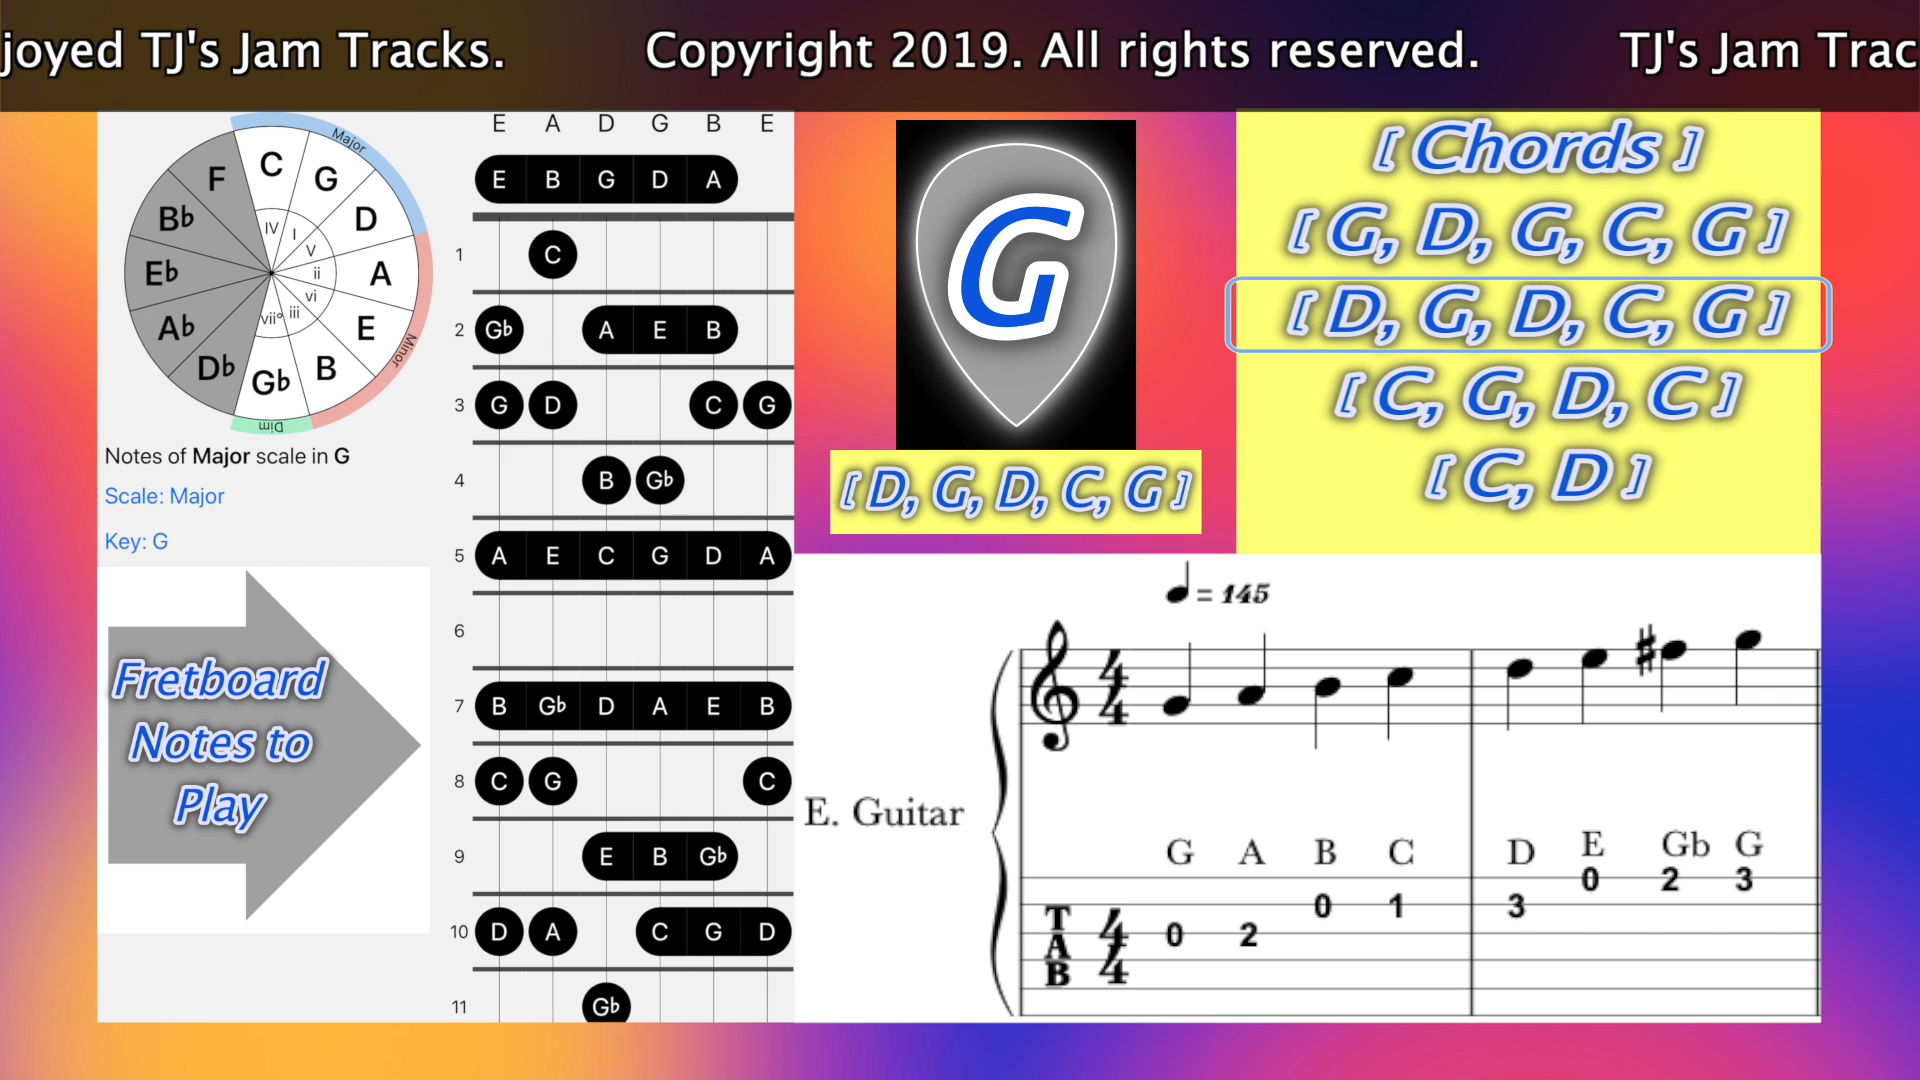 joyed TJ's Jam Tracks. Copyright 2019. All rights reserved. TJ's Jam Trac
Major
C
G
D
A
E
B
Gb
Db
Ab
Eb
Bb
F
IV
I
V
ii
vi
iii
vii°
Minor
Dim
Notes of Major scale in G
Scale: Major
Key: G
Fretboard
Notes to
Play
E A D G B E
E B G D A
1 C
2 Gb A E B
3 G D C G
4 B Gb
5 A E C G D A
6
7 B Gb D A E B
8 C G C
9 E B Gb
10 D A C G D
11 Gb
G
[ D, G, D, C, G ]
[ Chords ]
[ G, D, G, C, G ]
[ D, G, D, C, G ]
[ C, G, D, C ]
[ C, D ]
= 145
4
4
E. Guitar
G A B C D E Gb G
0 2 3
0 1 3
0 2
T
A
B
4
4